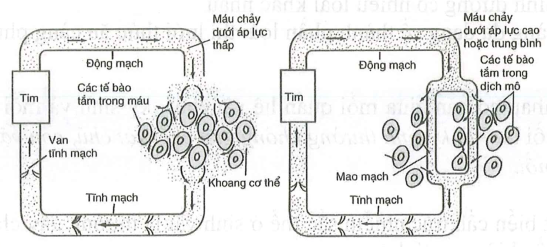 Máu chảy
dưới áp lực
thấp
Động mạch
Tim
Các tế bào
tắm trong máu
Van
tĩnh mạch
Khoang cơ thể
Tĩnh mạch
Máu chảy
dưới áp lực cao
hoặc trung bình
Động mạch
Các tế bào
tắm trong
dịch mô
Tim
Mao mạch
Tĩnh mạch